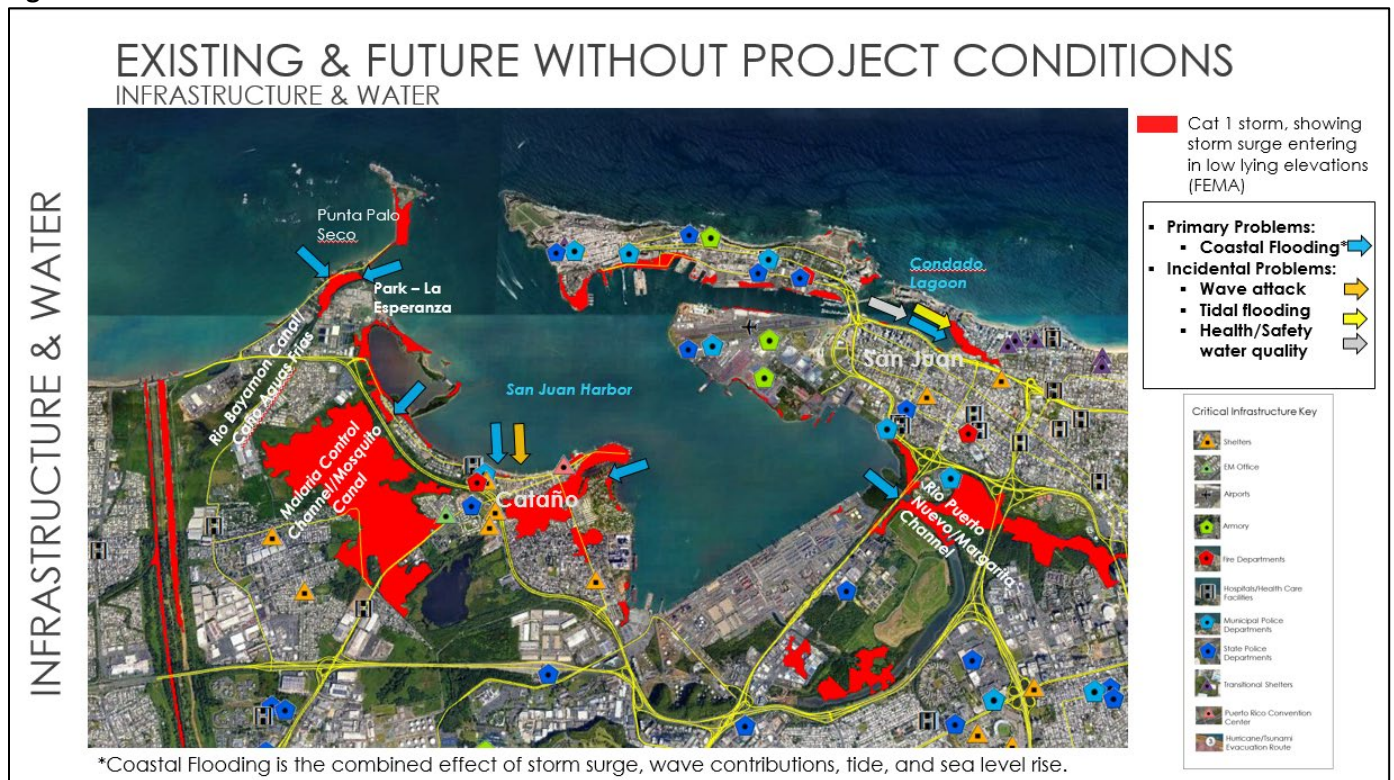 EXISTING & FUTURE WITHOUT PROJECT CONDITIONS
INFRASTRUCTURE & WATER
INFRASTRUCTURE & WATER
Punta Palo
Seco
Park – La
Esperanza
Rio Bayamon Canal/
Caño Aguas Frias
Malaria Control
Channel/Mosquito
Canal
San Juan Harbor
Cataño
Condado
Lagoon
San Juan
Rio Puerto
Nuevo/Margarita
Channel
Cat 1 storm, showing
storm surge entering
in low lying elevations
(FEMA)
▪ Primary Problems:
▪ Coastal Flooding*
▪ Incidental Problems:
▪ Wave attack
▪ Tidal flooding
▪ Health/Safety
water quality
Critical Infrastructure Key
Shelters
EM Office
Airports
Armory
Fire Departments
Hospitals/Health Care
Facilities
Municipal Police
Departments
State Police
Departments
Transitional Shelters
Puerto Rico Convention
Center
Hurricane/Tsunami
Evacuation Route
*Coastal Flooding is the combined effect of storm surge, wave contributions, tide, and sea level rise.